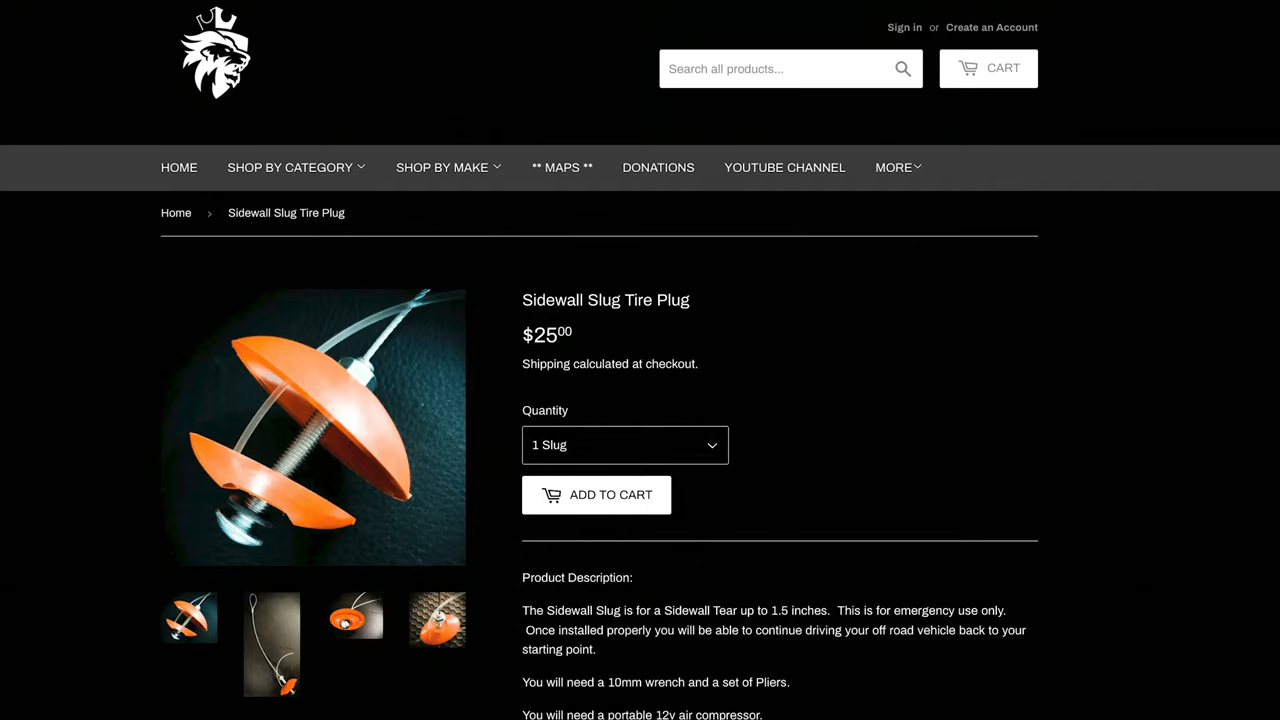 Sign in or Create an Account
Search all products...
CART
HOME SHOP BY CATEGORY SHOP BY MAKE ** MAPS ** DONATIONS YOUTUBE CHANNEL MORE
Home › Sidewall Slug Tire Plug
Sidewall Slug Tire Plug
$2500
Shipping calculated at checkout.
Quantity
1 Slug
ADD TO CART
Product Description:
The Sidewall Slug is for a Sidewall Tear up to 1.5 inches. This is for emergency use only.
Once installed properly you will be able to continue driving your off road vehicle back to your
starting point.
You will need a 10mm wrench and a set of Pliers.
You will need a portable 12v air compressor.